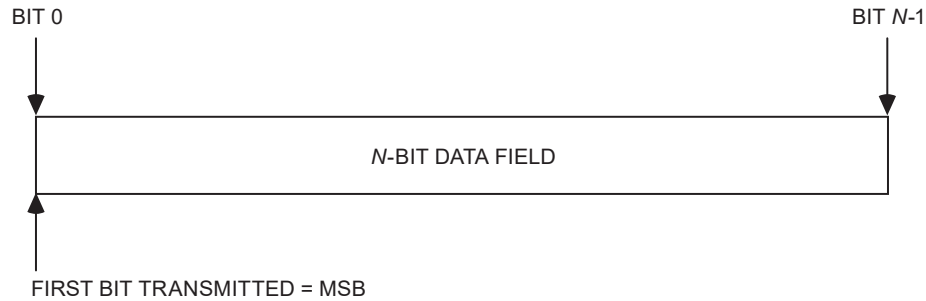 BIT 0
BIT N-1
N-BIT DATA FIELD
FIRST BIT TRANSMITTED = MSB